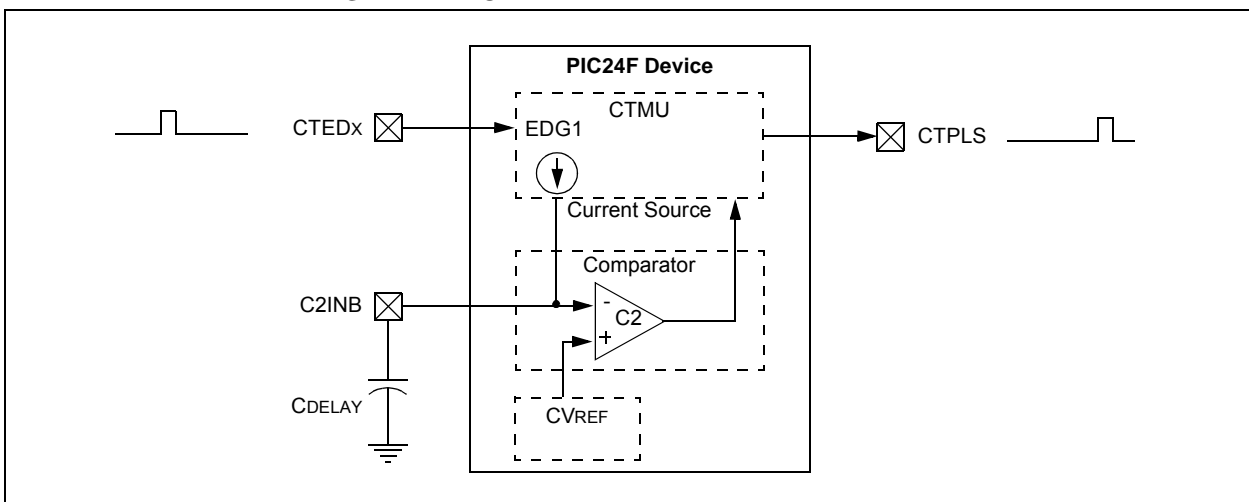 PIC24F Device
CTMU
CTEDX
EDG1
CTPLS
Current Source
Comparator
C2INB
-
C2
+
CDELAY
CVREF